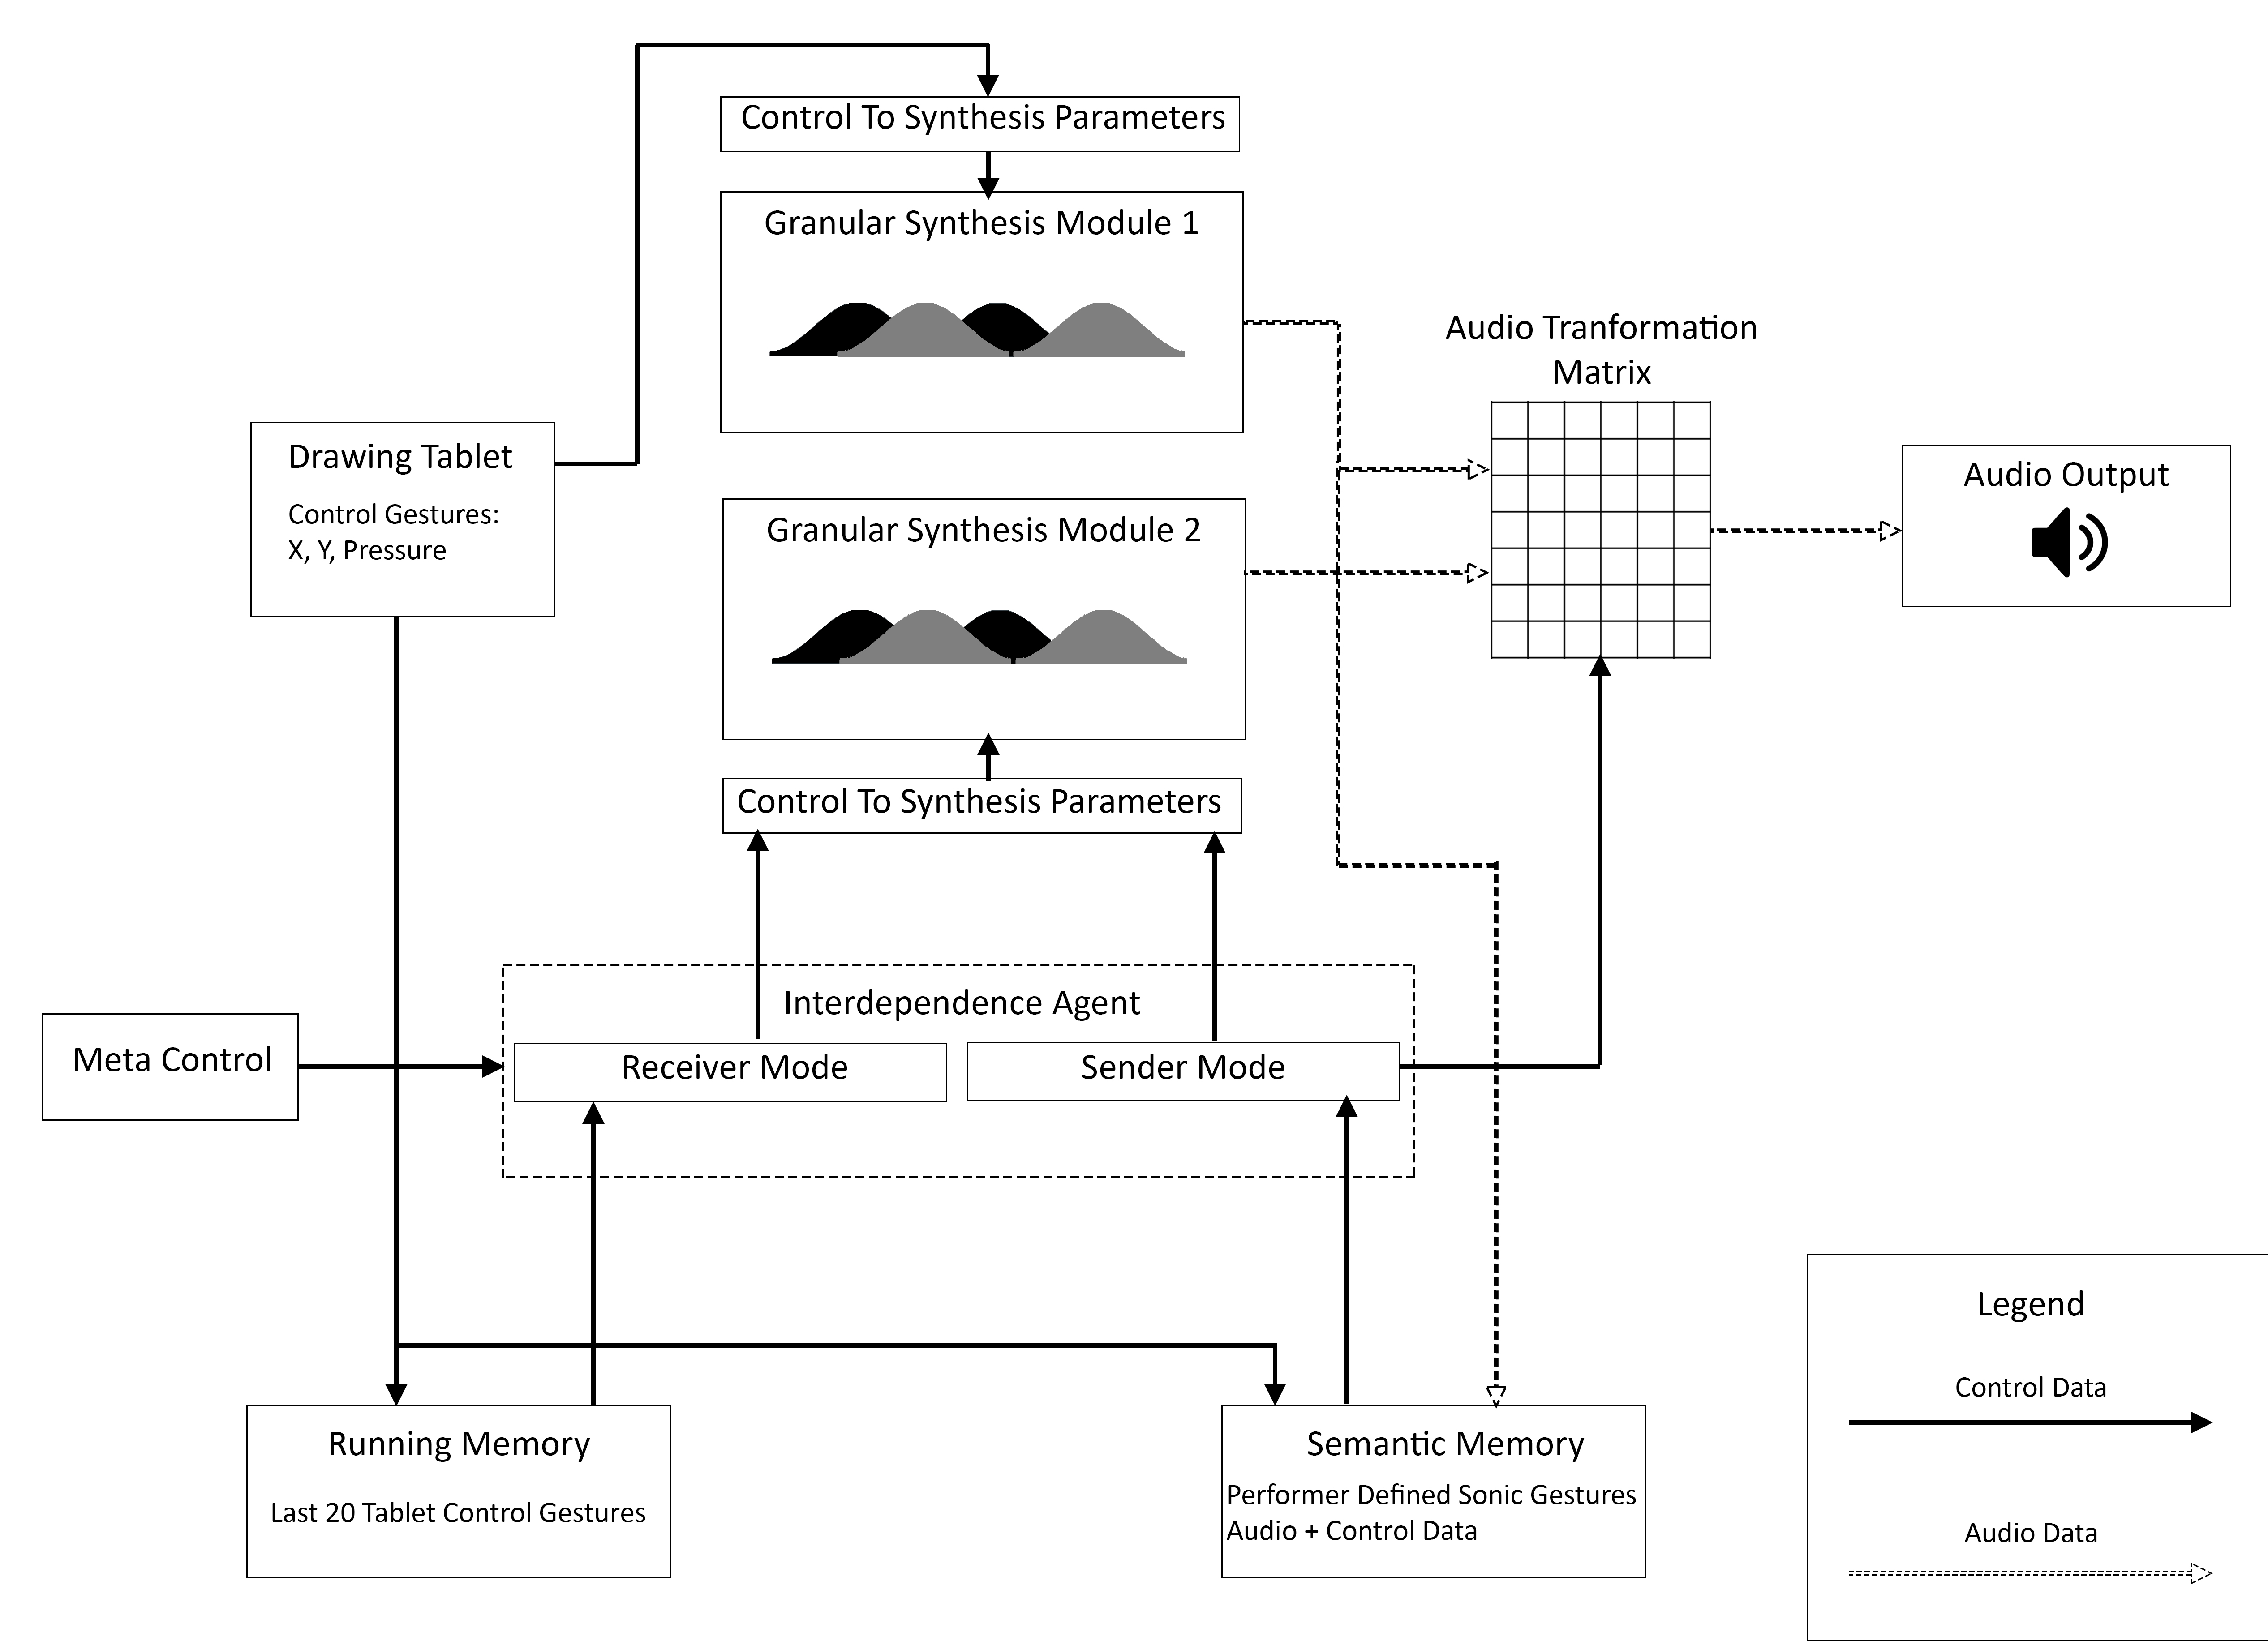 Control To Synthesis Parameters
Granular Synthesis Module 1
Audio Tranformation
Matrix
Drawing Tablet
Control Gestures:
X, Y, Pressure
Audio Output
Granular Synthesis Module 2
Control To Synthesis Parameters
Interdependence Agent
Meta Control
Receiver Mode
Sender Mode
Legend
Control Data
Audio Data
Running Memory
Last 20 Tablet Control Gestures
Semantic Memory
Performer Defined Sonic Gestures
Audio + Control Data